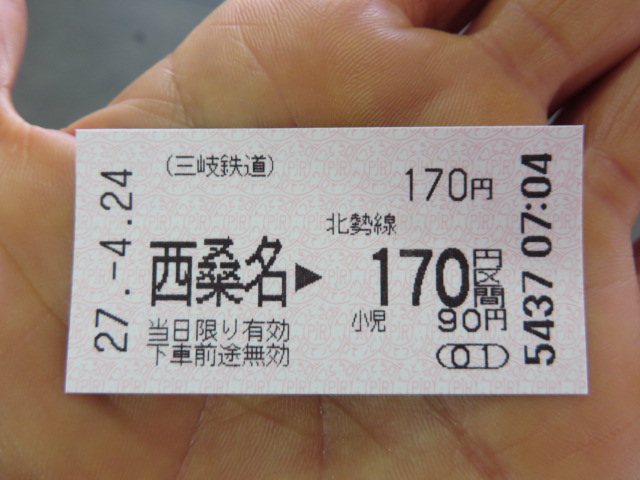 27.-4.24
(三岐鉄道)
170円
北勢線
西桑名▶ 170円区間
小児 90円
当日限り有効
下車前途無効
01
5437 07:04